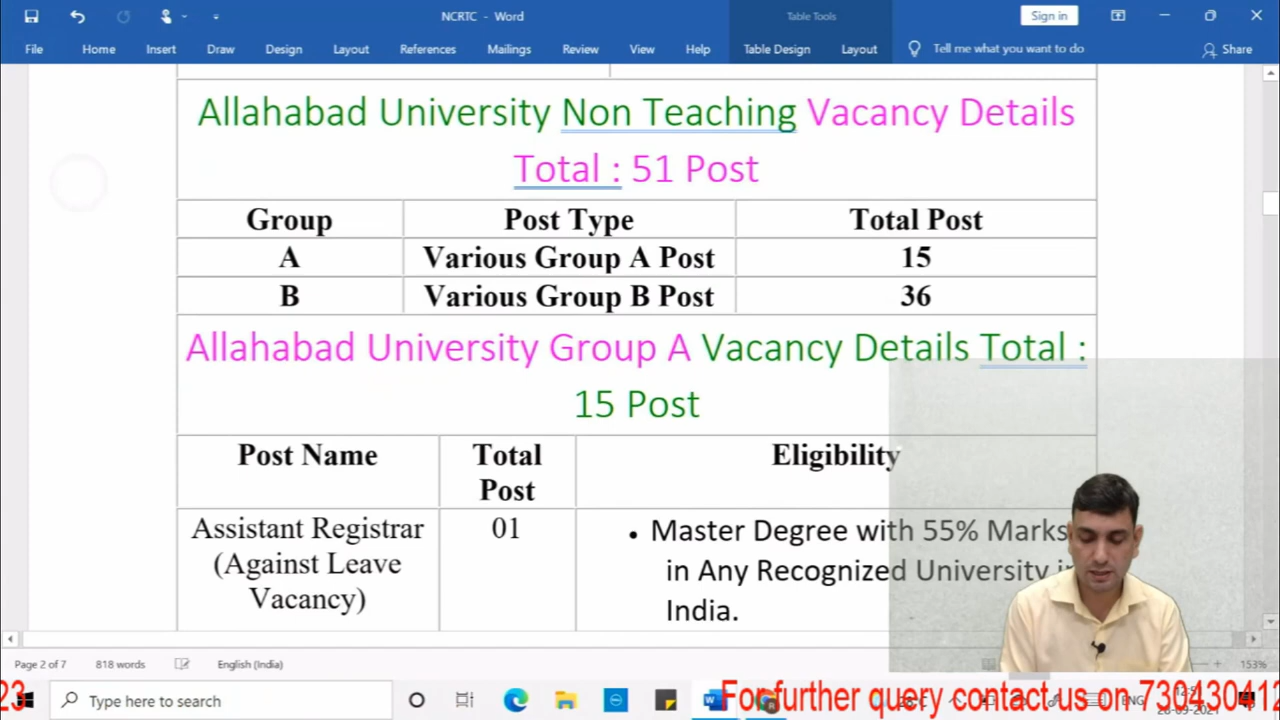 NCRTC - Word
Table Tools
Sign in
File Home Insert Draw Design Layout References Mailings Review View Help Table Design Layout Tell me what you want to do Share
Allahabad University Non Teaching Vacancy Details
Total : 51 Post
Group Post Type Total Post
A Various Group A Post 15
B Various Group B Post 36
Allahabad University Group A Vacancy Details Total :
15 Post
Post Name Total Post Eligibility
Assistant Registrar (Against Leave Vacancy) 01
• Master Degree with 55% Marks
in Any Recognized University
India.
Page 2 of 7 818 words English (India) 153%
Type here to search
ENG
23 For further query contact us on 730430412